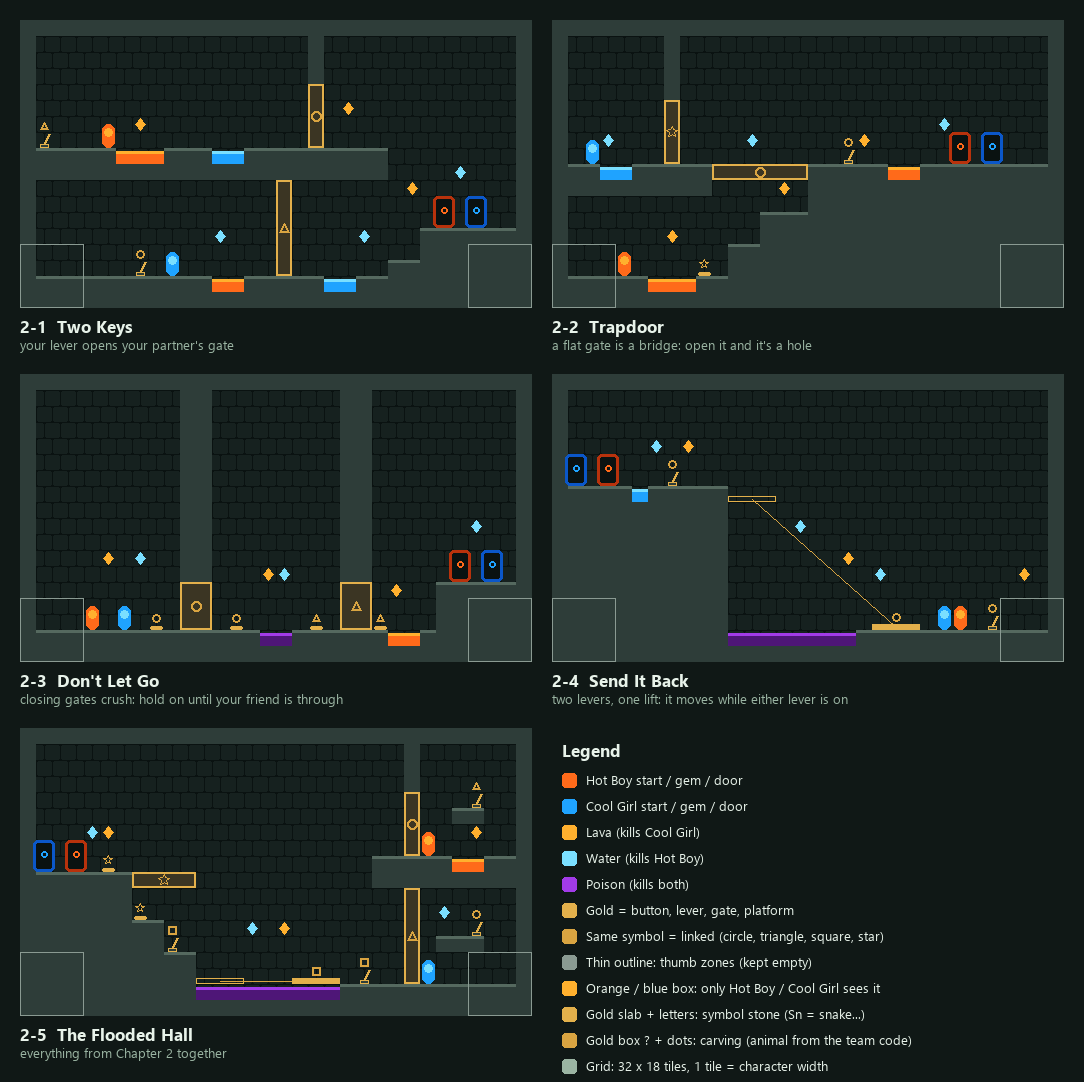 2-1 Two Keys
your lever opens your partner's gate
2-2 Trapdoor
a flat gate is a bridge: open it and it's a hole
2-3 Don't Let Go
closing gates crush: hold on until your friend is through
2-4 Send It Back
two levers, one lift: it moves while either lever is on
2-5 The Flooded Hall
everything from Chapter 2 together
Legend
Hot Boy start / gem / door
Cool Girl start / gem / door
Lava (kills Cool Girl)
Water (kills Hot Boy)
Poison (kills both)
Gold = button, lever, gate, platform
Same symbol = linked (circle, triangle, square, star)
Thin outline: thumb zones (kept empty)
Orange / blue box: only Hot Boy / Cool Girl sees it
Gold slab + letters: symbol stone (Sn = snake...)
Gold box ? + dots: carving (animal from the team code)
Grid: 32 x 18 tiles, 1 tile = character width